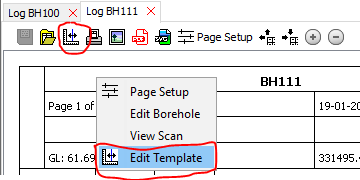 Log BH100
Log BH111
Page Setup
BH111
Page 1 of
19-01-20
Page Setup
Edit Borehole
View Scan
GL: 61.69
Edit Template
331495.